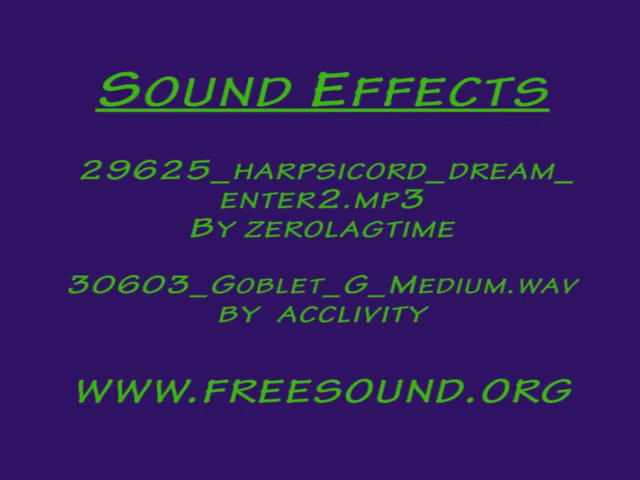 Sound Effects
29625_harpsicord_dream_
enter2.mp3
By zerolagtime
30603_Goblet_G_Medium.wav
by acclivity
www.freesound.org